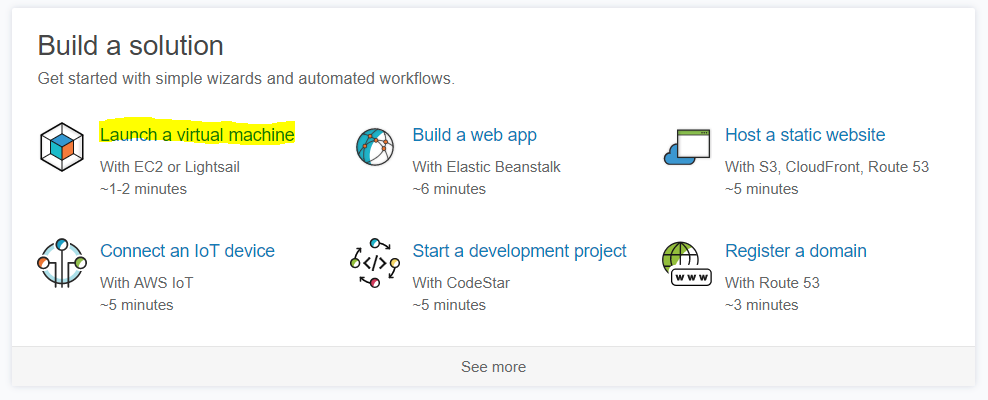 Build a solution
Get started with simple wizards and automated workflows.
Launch a virtual machine
With EC2 or Lightsail
~1-2 minutes
Build a web app
With Elastic Beanstalk
~6 minutes
Host a static website
With S3, CloudFront, Route 53
~5 minutes
Connect an IoT device
With AWS IoT
~5 minutes
Start a development project
With CodeStar
~5 minutes
Register a domain
With Route 53
~3 minutes
</>
w w w
See more